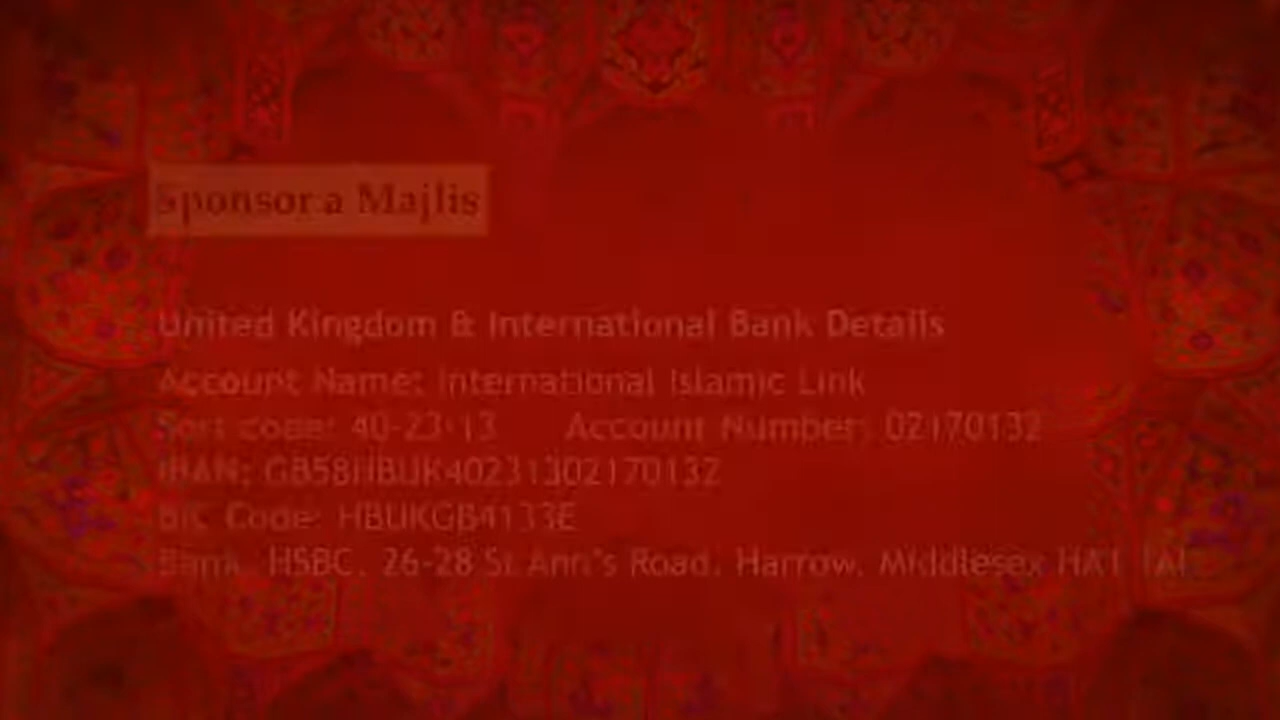 Sponsor a Majlis
United Kingdom & International Bank Details
Account Name: International Islamic Link
Sort code: 40-23-13 Account Number: 02170132
IBAN: GB58HBUK40231302170132
BIC Code: HBUKGB4133E
Bank: HSBC, 26-28 St Ann's Road, Harrow, Middlesex HA1